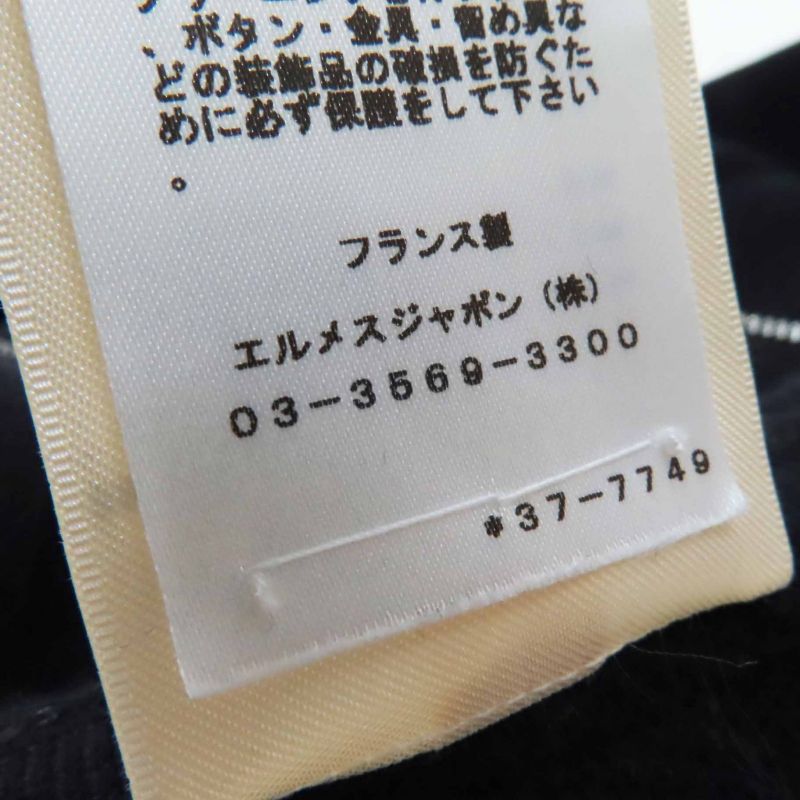 、ボタン・金具・留め具な
どの装飾品の破損を防ぐた
めに必ず保護をして下さい
。
フランス製
エルメスジャポン（株）
03-3569-3300
*37-7749